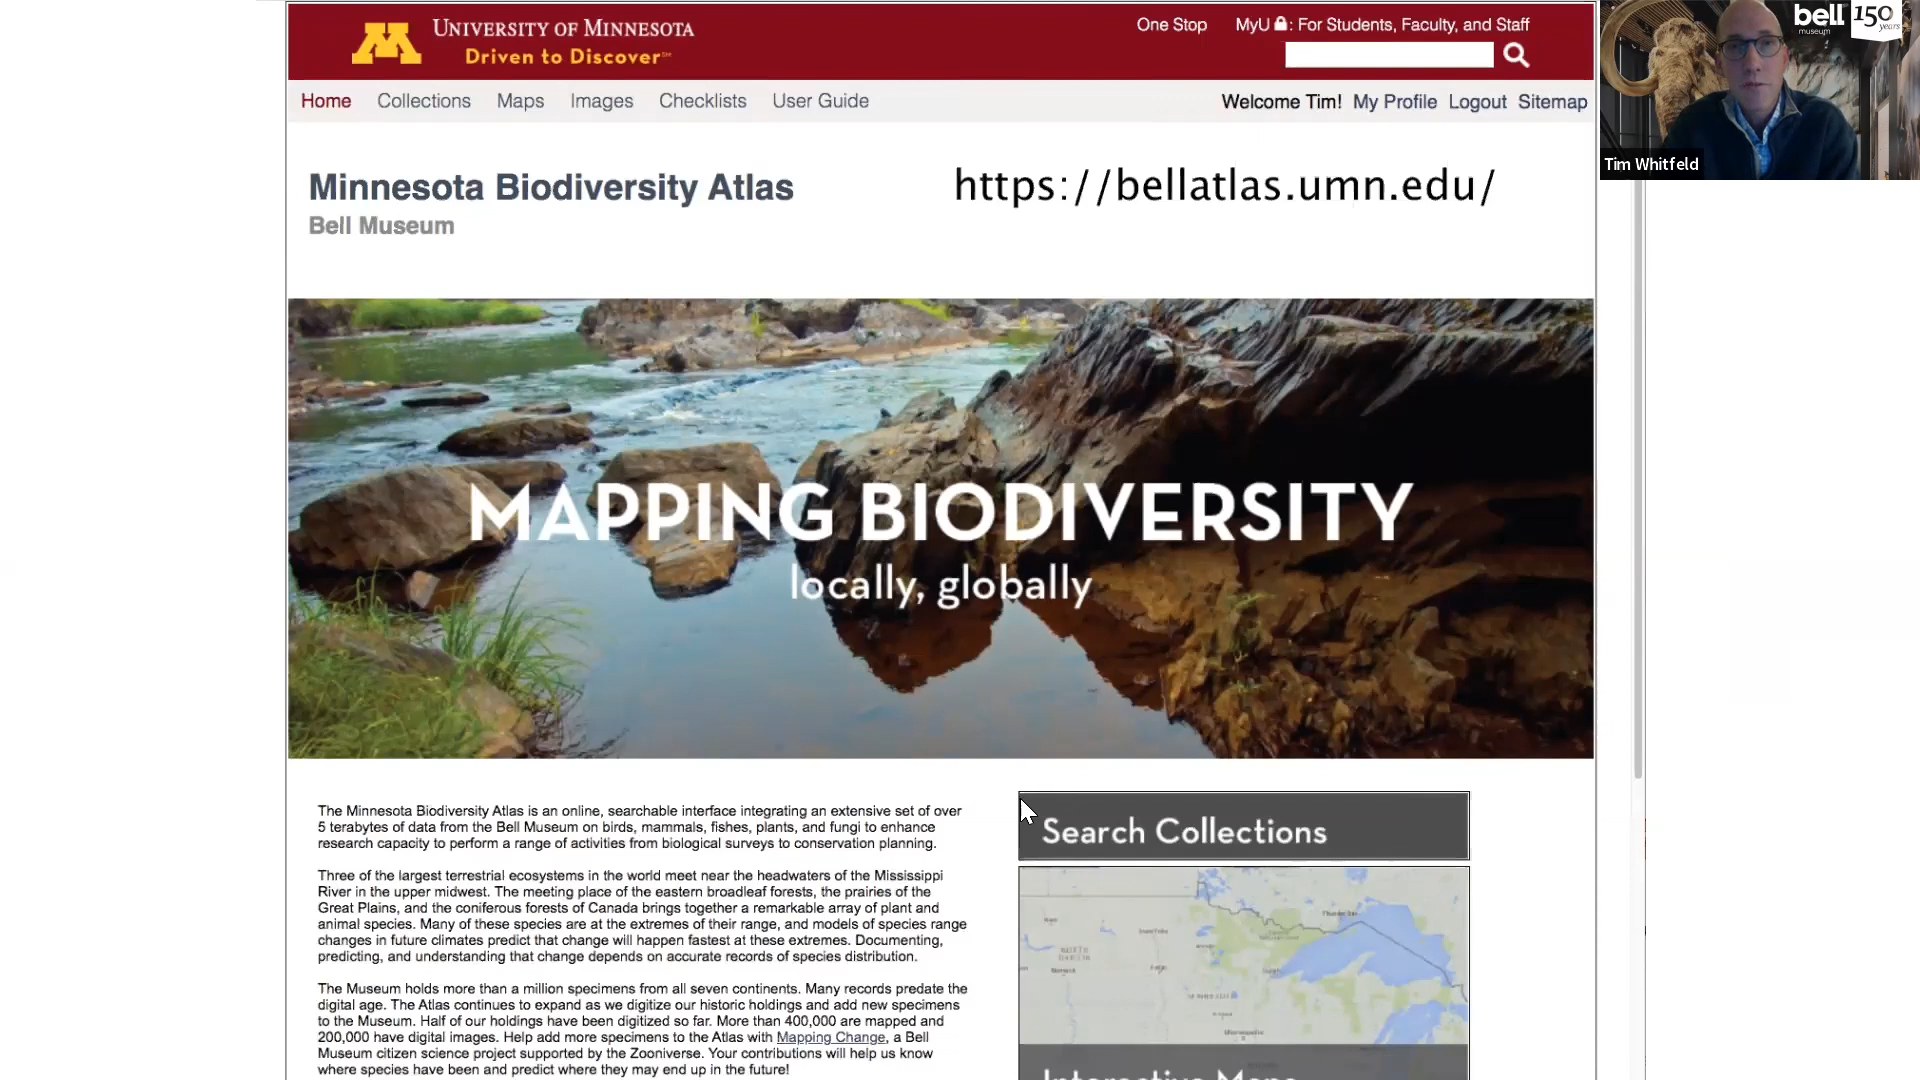 UNIVERSITY OF MINNESOTA
Driven to Discover℠
One Stop MyU : For Students, Faculty, and Staff
bell museum 150 years
Tim Whitfeld
Home Collections Maps Images Checklists User Guide
Welcome Tim! My Profile Logout Sitemap
Minnesota Biodiversity Atlas
Bell Museum
https://bellatlas.umn.edu/
MAPPING BIODIVERSITY
locally, globally
The Minnesota Biodiversity Atlas is an online, searchable interface integrating an extensive set of over
5 terabytes of data from the Bell Museum on birds, mammals, fishes, plants, and fungi to enhance
research capacity to perform a range of activities from biological surveys to conservation planning.
Three of the largest terrestrial ecosystems in the world meet near the headwaters of the Mississippi
River in the upper midwest. The meeting place of the eastern broadleaf forests, the prairies of the
Great Plains, and the coniferous forests of Canada brings together a remarkable array of plant and
animal species. Many of these species are at the extremes of their range, and models of species range
changes in future climates predict that change will happen fastest at these extremes. Documenting,
predicting, and understanding that change depends on accurate records of species distribution.
The Museum holds more than a million specimens from all seven continents. Many records predate the
digital age. The Atlas continues to expand as we digitize our historic holdings and add new specimens
to the Museum. Half of our holdings have been digitized so far. More than 400,000 are mapped and
200,000 have digital images. Help add more specimens to the Atlas with Mapping Change, a Bell
Museum citizen science project supported by the Zooniverse. Your contributions will help us know
where species have been and predict where they may end up in the future!
Search Collections
Interactive Maps